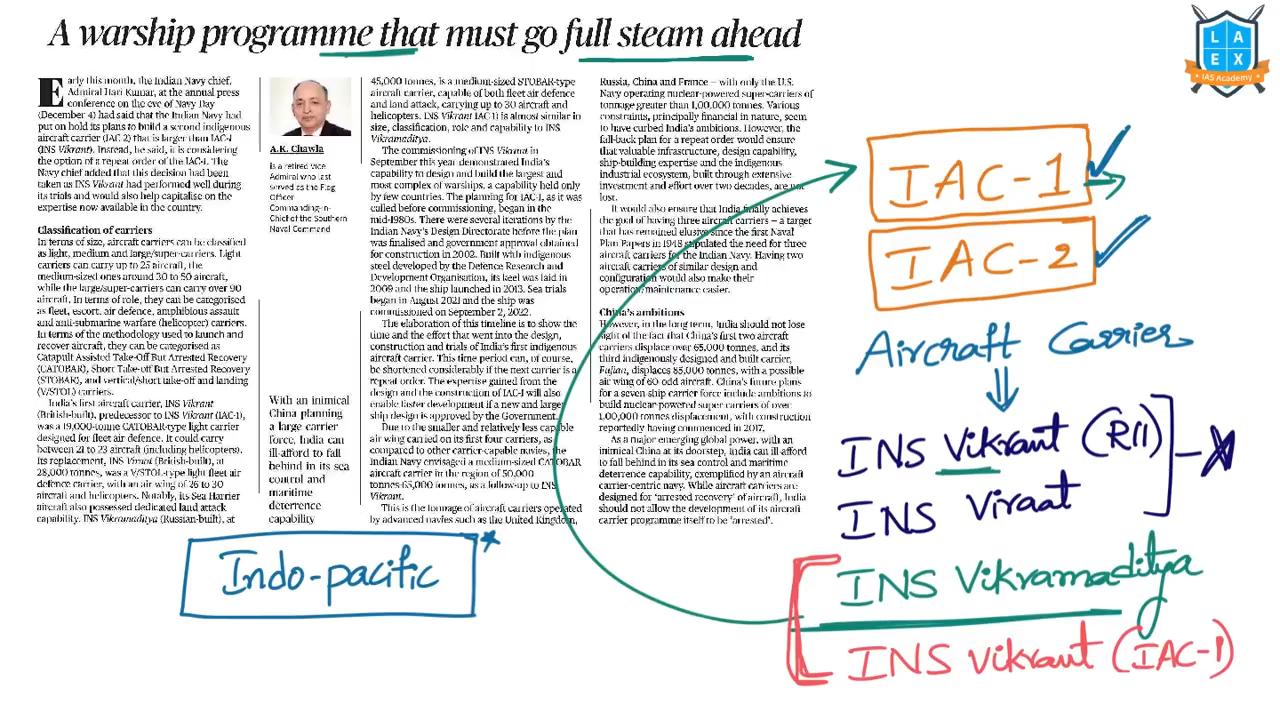 A warship programme that must go full steam ahead
Early this month, the Indian Navy chief,
Admiral Hari Kumar, at the annual press
conference on the eve of Navy Day
(December 4) had said that the Indian Navy had
put on hold its plans to build a second indigenous
aircraft carrier (IAC-2) that is larger than IAC-1
(INS Vikrant). Instead, he said, it is considering
the option of a repeat order of the IAC-1. The
Navy chief added that this decision had been
taken as INS Vikrant had performed well during
its trials and would also help capitalise on the
expertise now available in the country.
Classification of carriers
In terms of size, aircraft carriers can be classified
as light, medium and large/super-carriers. Light
carriers can carry up to 25 aircraft, the
medium-sized ones around 30 to 50 aircraft,
while the large/super-carriers can carry over 90
aircraft. In terms of role, they can be categorised
as fleet, escort, air defence, amphibious assault
and anti-submarine warfare (helicopter) carriers.
In terms of the methodology used to launch and
recover aircraft, they can be categorised as
Catapult Assisted Take-Off But Arrested Recovery
(CATOBAR), Short Take-Off But Arrested Recovery
(STOBAR), and vertical/short take-off and landing
(V/STOL) carriers.
India's first aircraft carrier, INS Vikrant
(British-built), predecessor to INS Vikrant (IAC-1),
was a 19,000-tonne CATOBAR-type light carrier
designed for fleet air defence. It could carry
between 21 to 23 aircraft (including helicopters).
Its replacement, INS Viraat (British-built), at
28,000 tonnes, was a V/STOL-type light fleet air
defence carrier, with an air wing of 26 to 30
aircraft and helicopters. Notably, its Sea Harrier
aircraft also possessed dedicated land attack
capability. INS Vikramaditya (Russian-built), at
A.K. Chawla
is a retired vice
Admiral who last
served as the Flag
Officer
Commanding-in-
Chief of the Southern
Naval Command
With an inimical
China planning
a large carrier
force, India can
ill-afford to fall
behind in its sea
control and
maritime
deterrence
capability
45,000 tonnes, is a medium-sized STOBAR-type
aircraft carrier, capable of both fleet air defence
and land attack, carrying up to 30 aircraft and
helicopters. INS Vikrant (IAC-1) is almost similar in
size, classification, role and capability to INS
Vikramaditya.
The commissioning of INS Vikrant in
September this year demonstrated India's
capability to design and build the largest and
most complex of warships, a capability held only
by few countries. The planning for IAC-1, as it was
called before commissioning, began in the
mid-1980s. There were several iterations by the
Indian Navy's Design Directorate before the plan
was finalised and government approval obtained
for construction in 2002. Built with indigenous
steel developed by the Defence Research and
Development Organisation, its keel was laid in
2009 and the ship launched in 2013. Sea trials
began in August 2021 and the ship was
commissioned on September 2, 2022.
The elaboration of this timeline is to show the
time and the effort that went into the design,
construction and trials of India's first indigenous
aircraft carrier. This time period can, of course,
be shortened considerably if the next carrier is a
repeat order. The expertise gained from the
design and the construction of IAC-1 will also
enable faster development if a new and larger
ship design is approved by the Government.
Due to the smaller and relatively less capable
air wing carried on its first four carriers, as
compared to other carrier-capable navies, the
Indian Navy envisaged a medium-sized CATOBAR
aircraft carrier in the region of 50,000
tonnes-65,000 tonnes, as a follow-up to INS
Vikrant.
This is the tonnage of aircraft carriers operated
by advanced navies such as the United Kingdom,
Russia, China and France — with only the U.S.
Navy operating nuclear-powered super-carriers of
tonnage greater than 1,00,000 tonnes. Various
constraints, principally financial in nature, seem
to have curbed India's ambitions. However, the
fall-back plan for a repeat order would ensure
that valuable infrastructure, design capability,
ship-building expertise and the indigenous
industrial ecosystem, built through extensive
investment and effort over two decades, are not
lost.
It would also ensure that India finally achieves
the goal of having three aircraft carriers — a target
that has remained elusive since the first Naval
Plan Papers in 1948 stipulated the need for three
aircraft carriers for the Indian Navy. Having two
aircraft carriers of similar design and
configuration would also make their
operation/maintenance easier.
China's ambitions
However, in the long term, India should not lose
sight of the fact that China's first two aircraft
carriers displace over 65,000 tonnes, and its
third indigenously designed and built carrier,
Fujian, displaces 85,000 tonnes, with a possible
air wing of 60-odd aircraft. China's future plans
for a seven-ship carrier force include ambitions to
build nuclear-powered super carriers of over
1,00,000 tonnes displacement, with construction
reportedly having commenced in 2017.
As a major emerging global power, with an
inimical China at its doorstep, India can ill-afford
to fall behind in its sea control and maritime
deterrence capability, exemplified by an aircraft
carrier-centric navy. While aircraft carriers are
designed for 'arrested recovery' of aircraft, India
should not allow the development of its aircraft
carrier programme itself to be 'arrested'.
Indo-pacific
L A
E X
IAS Academy
IAC-1
IAC-2
Aircraft Carrier
INS Vikrant (R11)
INS Viraat
INS Vikramaditya
INS Vikrant (IAC-1)